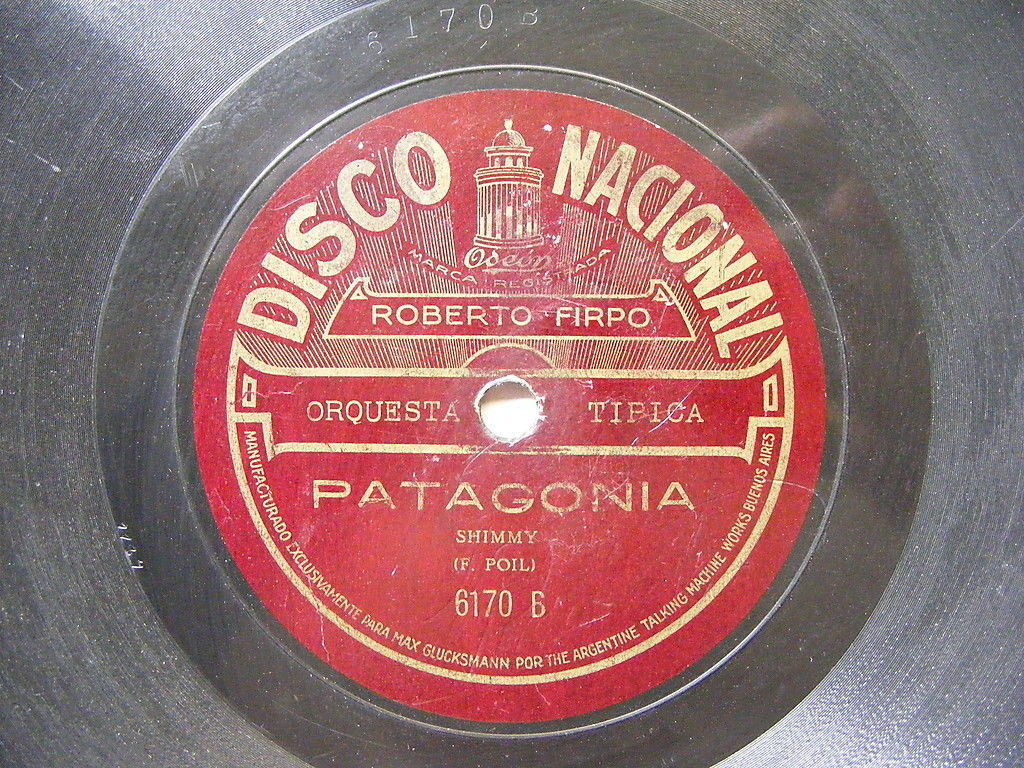 6170 B
DISCO NACIONAL
Odeón
MARCA REGISTRADA
ROBERTO FIRPO
ORQUESTA TIPICA
PATAGONIA
SHIMMY
(F. POIL)
6170 B
MANUFACTURADO EXCLUSIVAMENTE PARA MAX GLUCKSMANN POR THE ARGENTINE TALKING MACHINE WORKS BUENOS AIRES